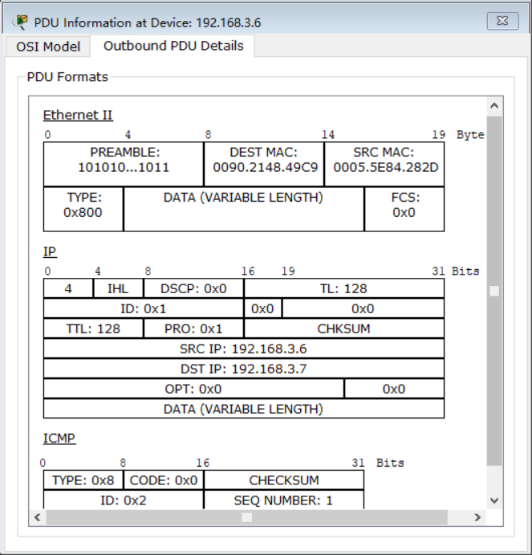 PDU Information at Device: 192.168.3.6
OSI Model Outbound PDU Details
PDU Formats
Ethernet II
0 4 8 14 19 Byte
PREAMBLE: DEST MAC: SRC MAC:
101010...1011 0090.2148.49C9 0005.5E84.282D
TYPE: DATA (VARIABLE LENGTH) FCS:
0x800 0x0
IP
0 4 8 16 19 31 Bits
4 IHL DSCP: 0x0 TL: 128
ID: 0x1 0x0 0x0
TTL: 128 PRO: 0x1 CHKSUM
SRC IP: 192.168.3.6
DST IP: 192.168.3.7
OPT: 0x0 0x0
DATA (VARIABLE LENGTH)
ICMP
0 8 16 31 Bits
TYPE: 0x8 CODE: 0x0 CHECKSUM
ID: 0x2 SEQ NUMBER: 1